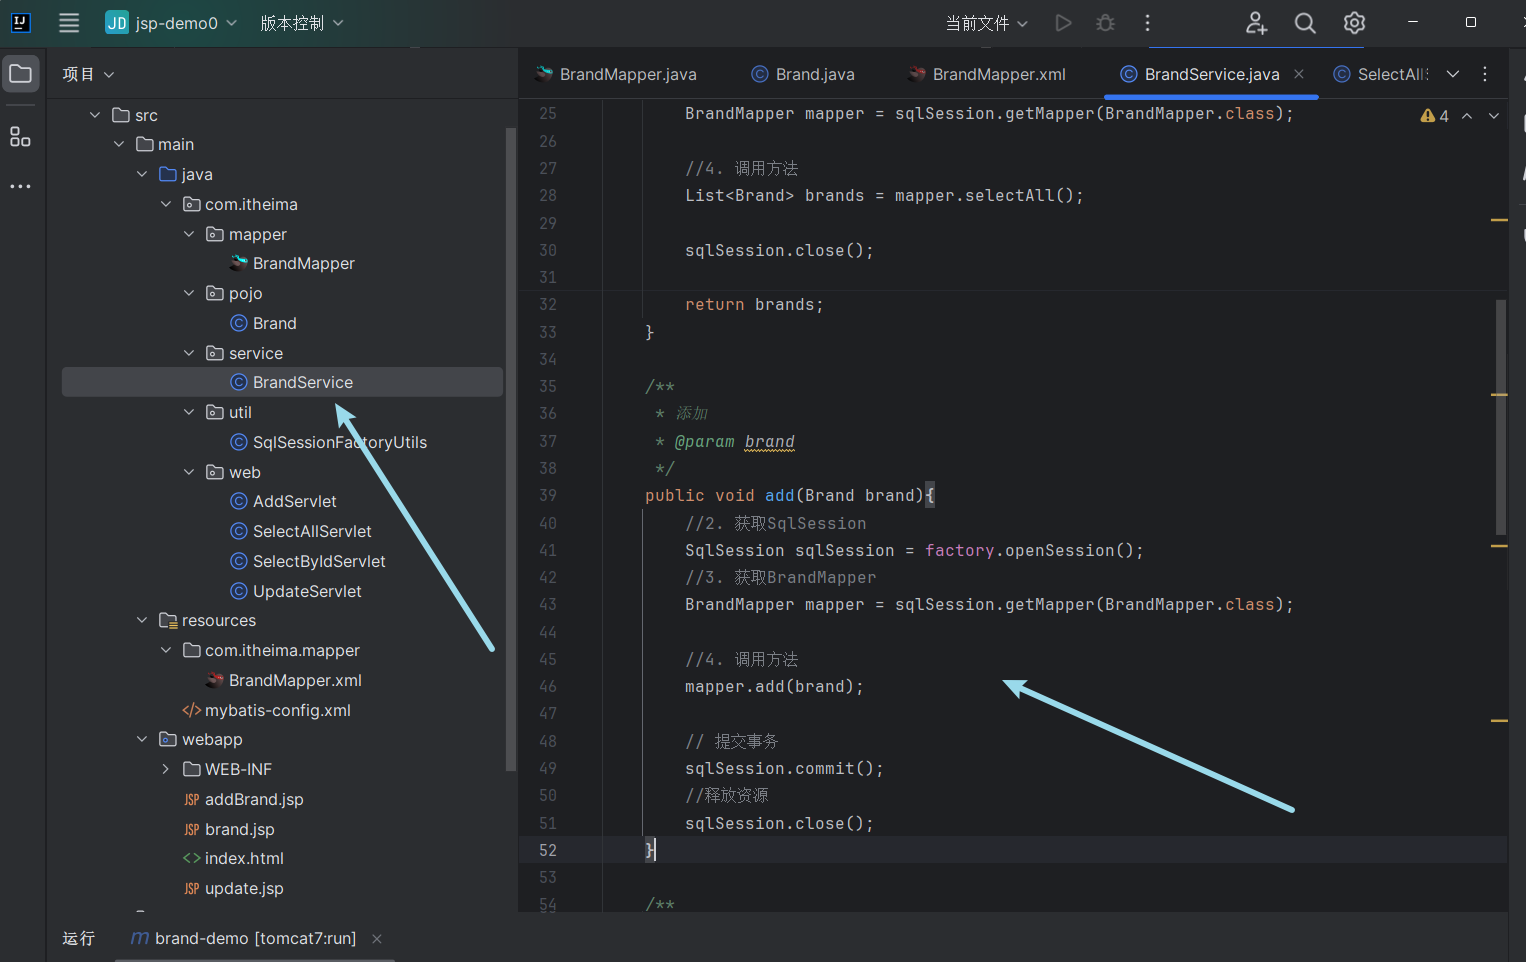 JD jsp-demo0 版本控制 当前文件
项目
BrandMapper.java Brand.java BrandMapper.xml BrandService.java
src
main
java
com.itheima
mapper
BrandMapper
pojo
Brand
service
BrandService
util
SqlSessionFactoryUtils
web
AddServlet
SelectAllServlet
SelectByIdServlet
UpdateServlet
resources
com.itheima.mapper
BrandMapper.xml
</> mybatis-config.xml
webapp
WEB-INF
JSP addBrand.jsp
JSP brand.jsp
<> index.html
JSP update.jsp
4
25 BrandMapper mapper = sqlSession.getMapper(BrandMapper.class);
26
27 //4. 调用方法
28 List<Brand> brands = mapper.selectAll();
29
30 sqlSession.close();
31
32 return brands;
33 }
34
35 /**
36 * 添加
37 * @param brand
38 */
39 public void add(Brand brand){
40 //2. 获取SqlSession
41 SqlSession sqlSession = factory.openSession();
42 //3. 获取BrandMapper
43 BrandMapper mapper = sqlSession.getMapper(BrandMapper.class);
44
45 //4. 调用方法
46 mapper.add(brand);
47
48 // 提交事务
49 sqlSession.commit();
50 //释放资源
51 sqlSession.close();
52 }
53
54 /**
运行 m brand-demo [tomcat7:run]